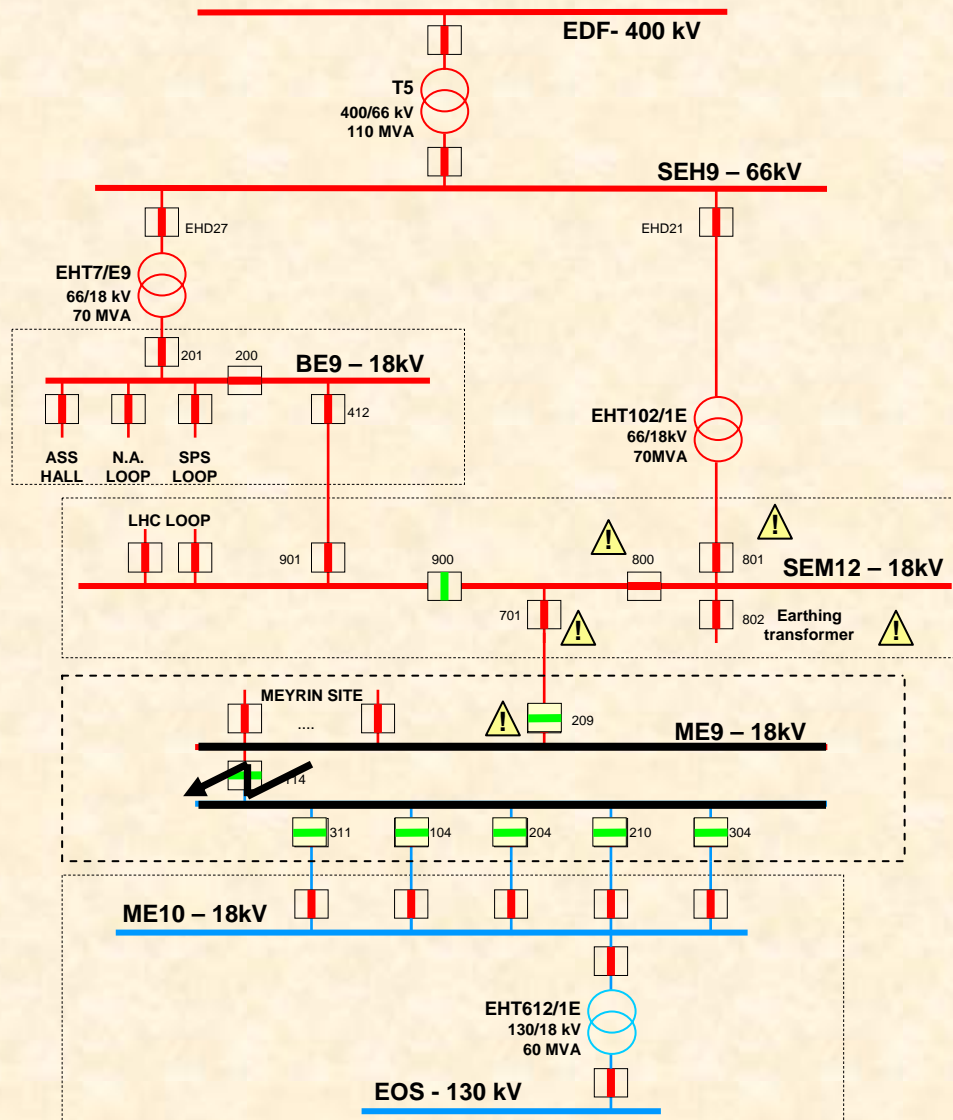 EDF- 400 kV
T5
400/66 kV
110 MVA
SEH9 – 66kV
EHD27
EHD21
EHT7/E9
66/18 kV
70 MVA
201
200
BE9 – 18kV
412
ASS
HALL
N.A.
LOOP
SPS
LOOP
EHT102/1E
66/18kV
70MVA
LHC LOOP
901
900
!
800
!
801
SEM12 – 18kV
701
!
802
Earthing
transformer
!
MEYRIN SITE
....
!
209
ME9 – 18kV
311
104
204
210
304
ME10 – 18kV
EHT612/1E
130/18 kV
60 MVA
EOS - 130 kV